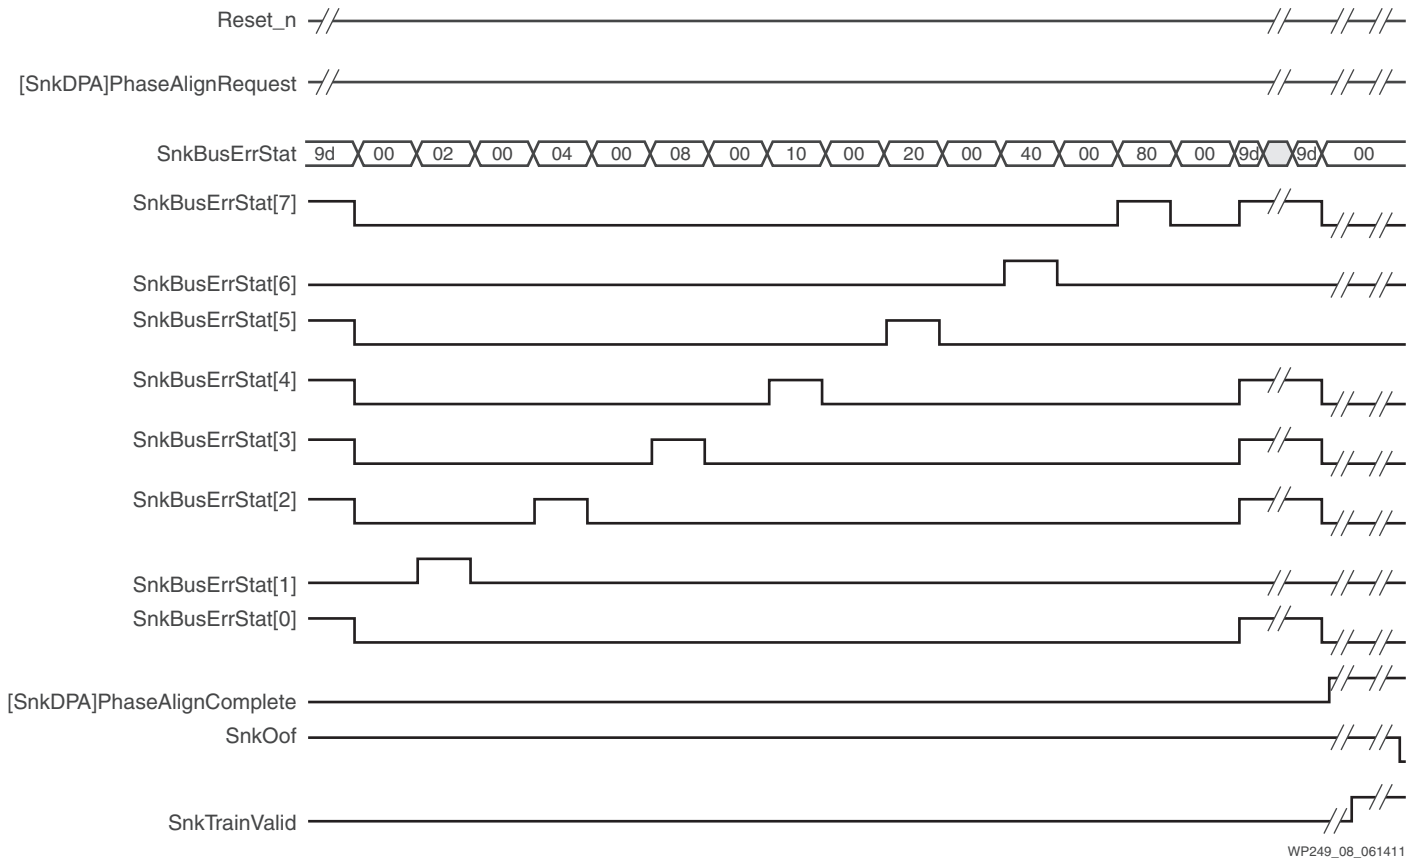 Reset_n
[SnkDPA]PhaseAlignRequest
SnkBusErrStat 9d 00 02 00 04 00 08 00 10 00 20 00 40 00 80 00 9d 9d 00
SnkBusErrStat[7]
SnkBusErrStat[6]
SnkBusErrStat[5]
SnkBusErrStat[4]
SnkBusErrStat[3]
SnkBusErrStat[2]
SnkBusErrStat[1]
SnkBusErrStat[0]
[SnkDPA]PhaseAlignComplete
SnkOof
SnkTrainValid
WP249_08_061411